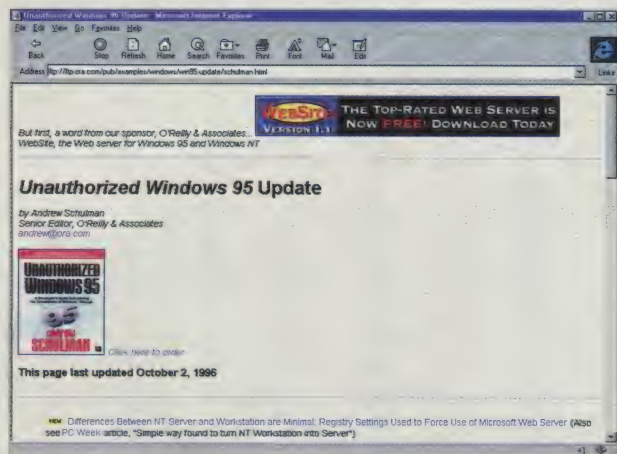 Unauthorized Windows 95 Update - Microsoft Internet Explorer
File Edit View Go Favorites Help
Back Stop Refresh Home Search Favorites Print Font Mail Edit
Address ftp://ftp.ora.com/pub/examples/windows/win95.update/schulman.html Links
WEBSITE
VERSION 1.1
THE TOP-RATED WEB SERVER IS
NOW FREE! DOWNLOAD TODAY
But first, a word from our sponsor, O'Reilly & Associates...
WebSite, the Web server for Windows 95 and Windows NT
Unauthorized Windows 95 Update
by Andrew Schulman
Senior Editor, O'Reilly & Associates
andrew@ora.com
UNAUTHORIZED
WINDOWS 95
95
ANDREW
SCHULMAN
Click here to order
This page last updated October 2, 1996
NEW Differences Between NT Server and Workstation are Minimal. Registry Settings Used to Force Use of Microsoft Web Server (Also
see PC Week article, "Simple way found to turn NT Workstation into Server")